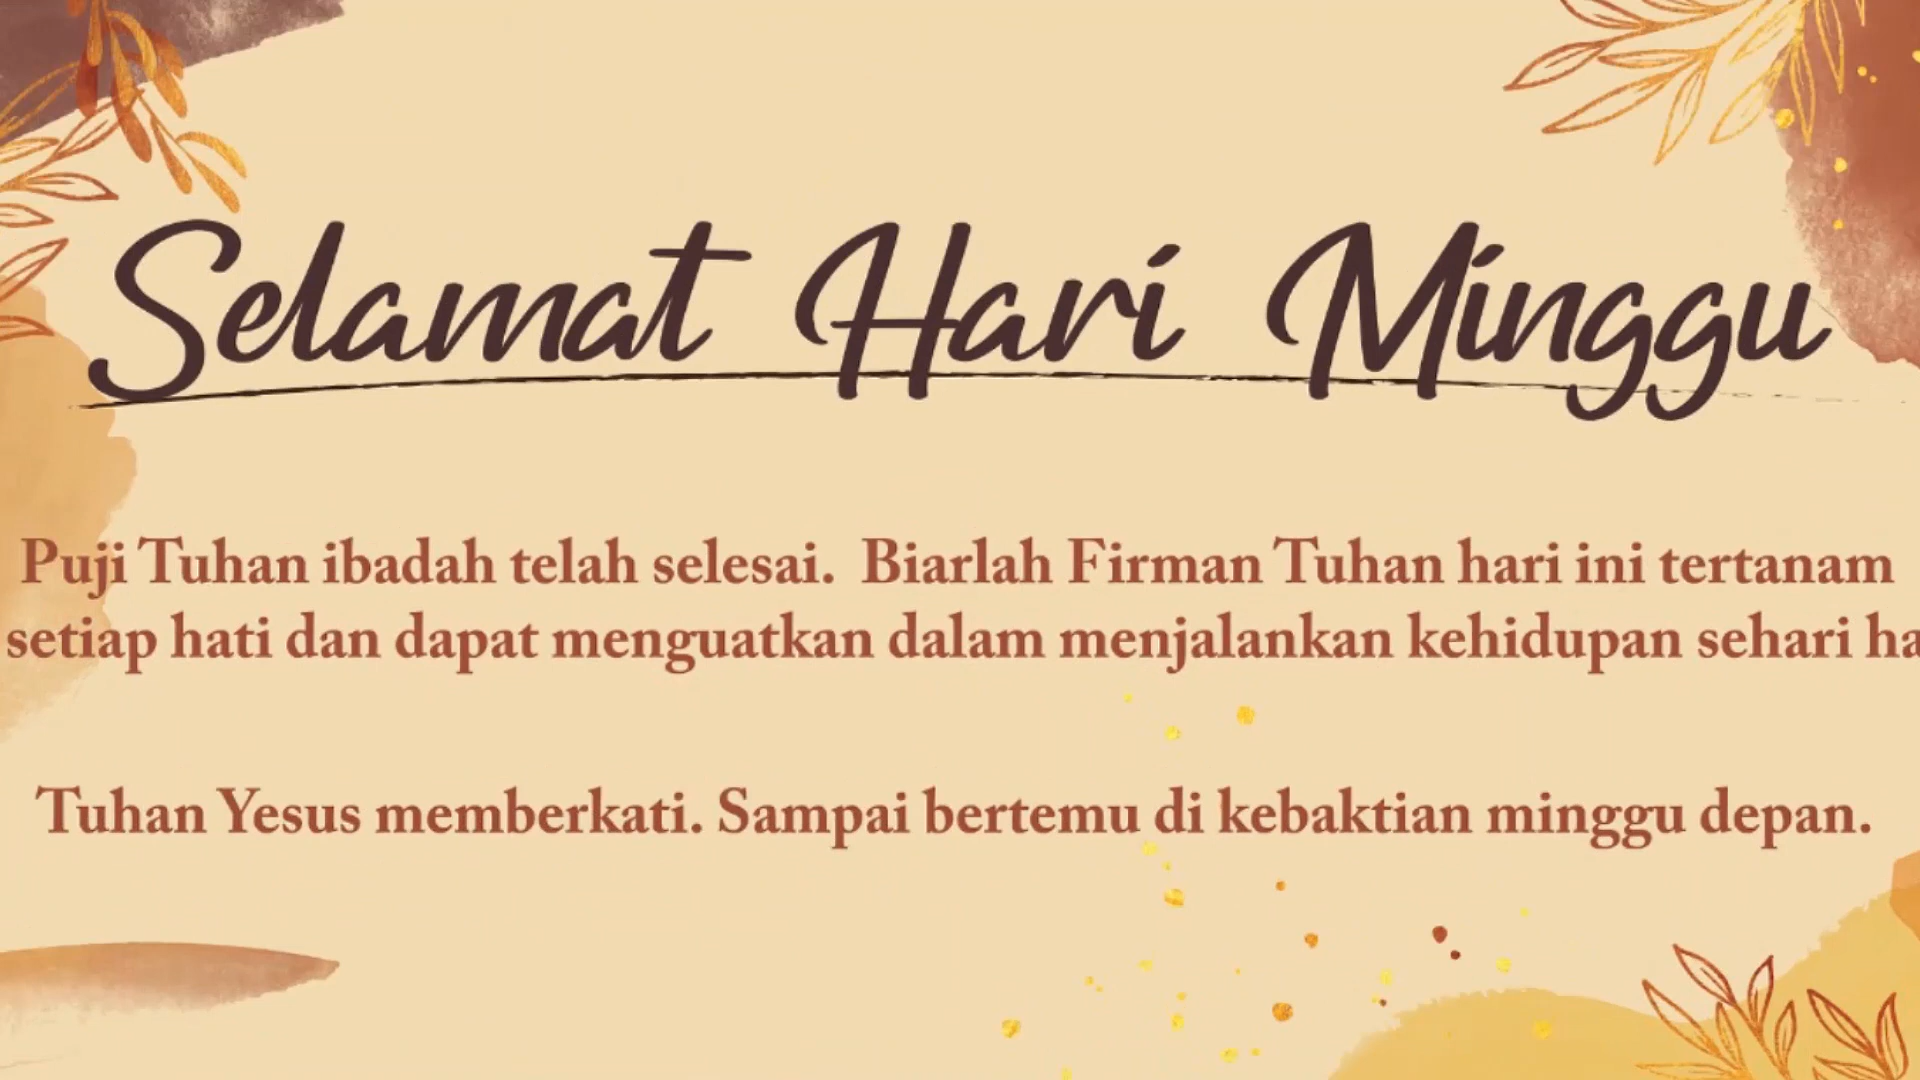 Selamat Hari Minggu
Puji Tuhan ibadah telah selesai. Biarlah Firman Tuhan hari ini tertanam
setiap hati dan dapat menguatkan dalam menjalankan kehidupan sehari
Tuhan Yesus memberkati. Sampai bertemu di kebaktian minggu depan.